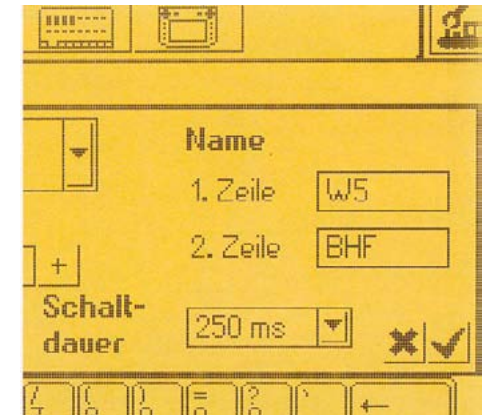 Name
1. Zeile W5
2. Zeile BHF
+
Schalt-
dauer 250 ms
/ ( ) = ? `